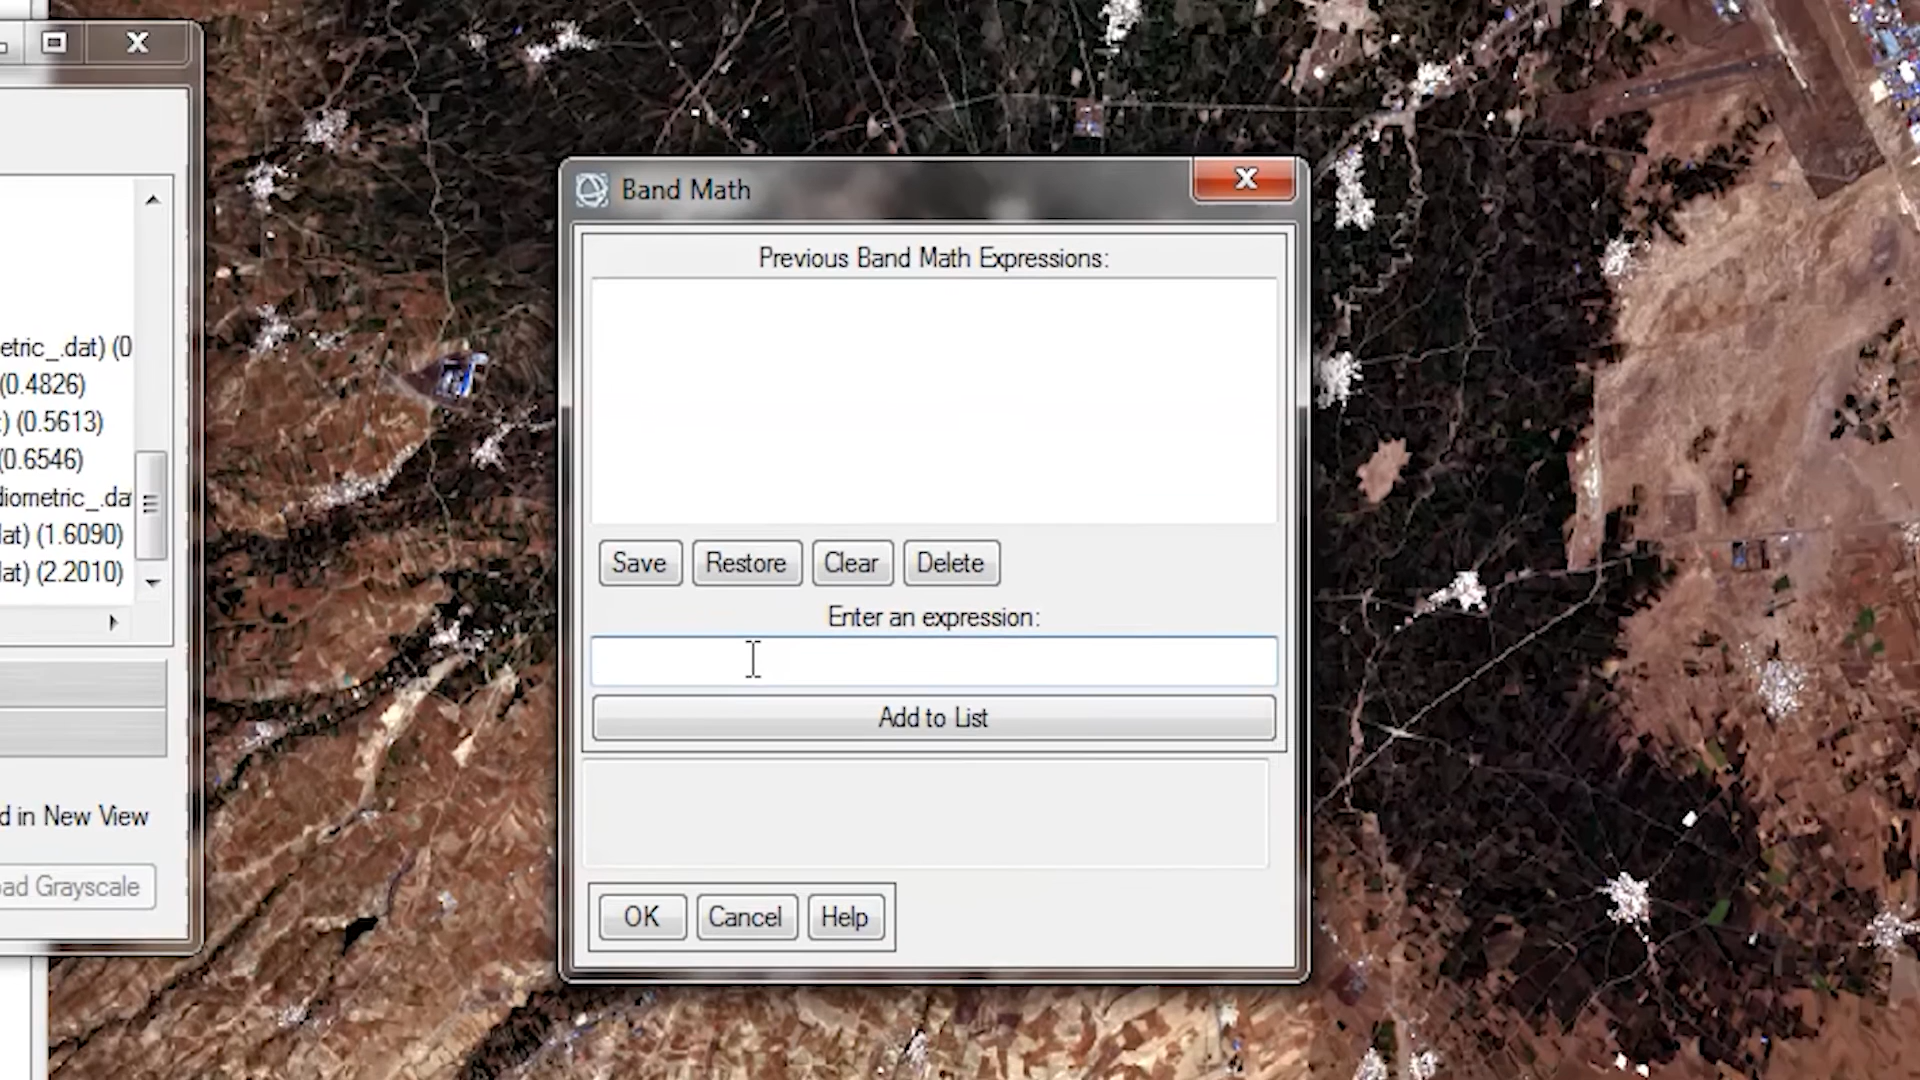 X
etric_.dat) (0
(0.4826)
) (0.5613)
(0.6546)
diometric_.da
lat) (1.6090)
lat) (2.2010)
d in New View
ad Grayscale
Band Math
X
Previous Band Math Expressions:
Save Restore Clear Delete
Enter an expression:
Add to List
OK Cancel Help